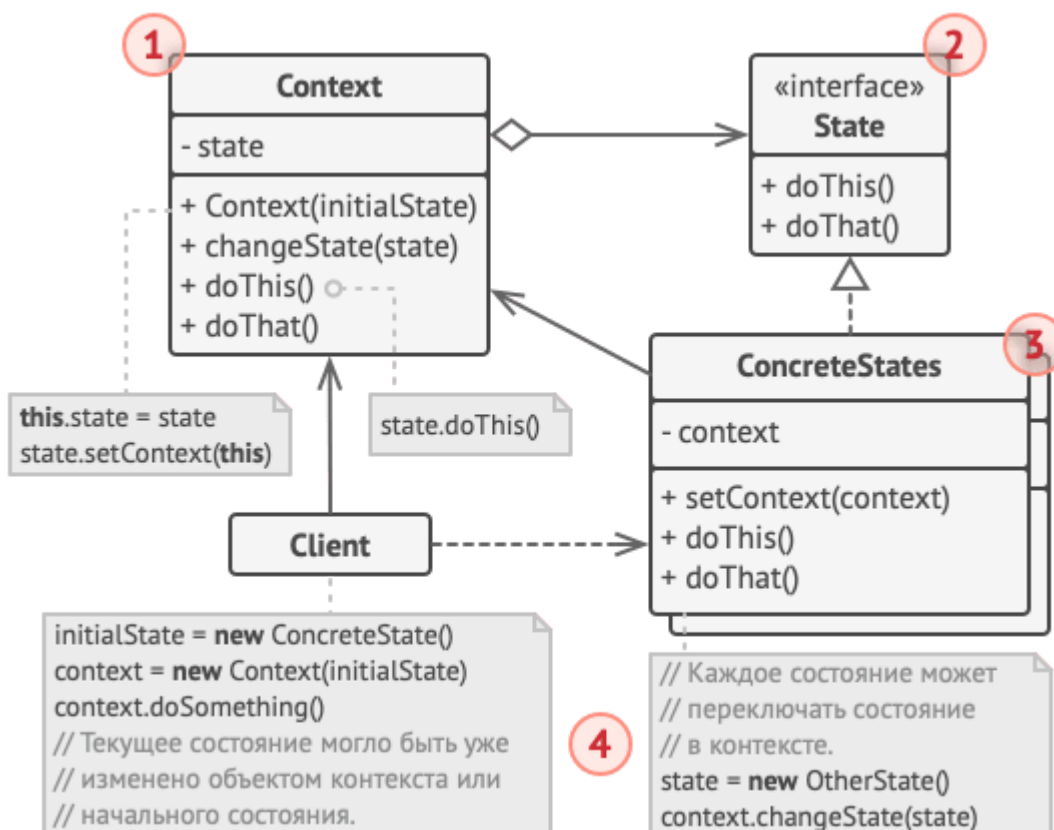 1
Context
- state
+ Context(initialState)
+ changeState(state)
+ doThis()
+ doThat()
2
«interface»
State
+ doThis()
+ doThat()
this.state = state
state.setContext(this)
state.doThis()
3
ConcreteStates
- context
+ setContext(context)
+ doThis()
+ doThat()
Client
initialState = new ConcreteState()
context = new Context(initialState)
context.doSomething()
// Текущее состояние могло быть уже
// изменено объектом контекста или
// начального состояния.
4
// Каждое состояние может
// переключать состояние
// в контексте.
state = new OtherState()
context.changeState(state)